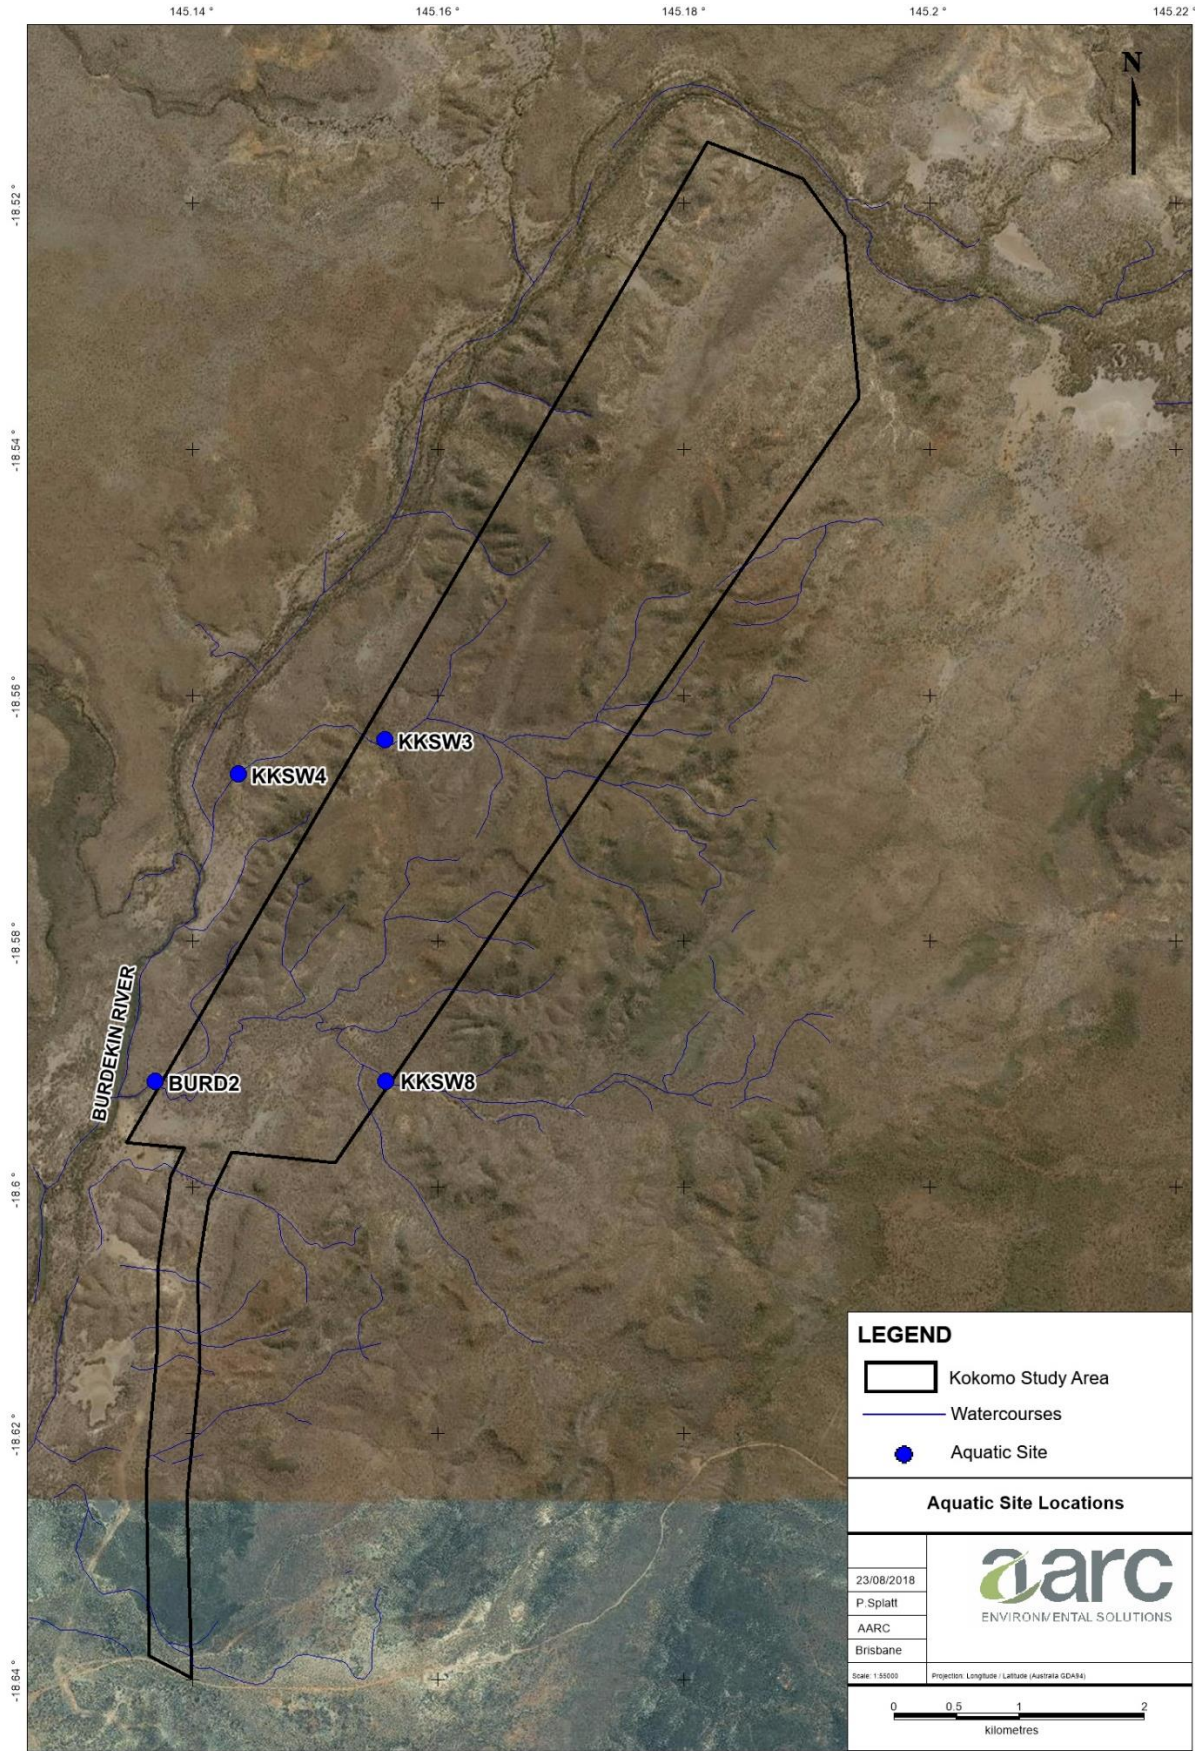 145.14 °
145.16 °
145.18 °
145.2 °
145.22 °
N
-18.52 °
-18.54 °
-18.56 °
KKSW3
KKSW4
-18.58 °
BURDEKIN RIVER
BURD2
KKSW8
-18.6 °
-18.62 °
-18.64 °
LEGEND
Kokomo Study Area
Watercourses
Aquatic Site
Aquatic Site Locations
23/08/2018
P.Splatt
AARC
Brisbane
aarc
ENVIRONMENTAL SOLUTIONS
Scale: 1:55000
Projection: Longitude / Latitude (Australia GDA94)
0 0.5 1 2
kilometres